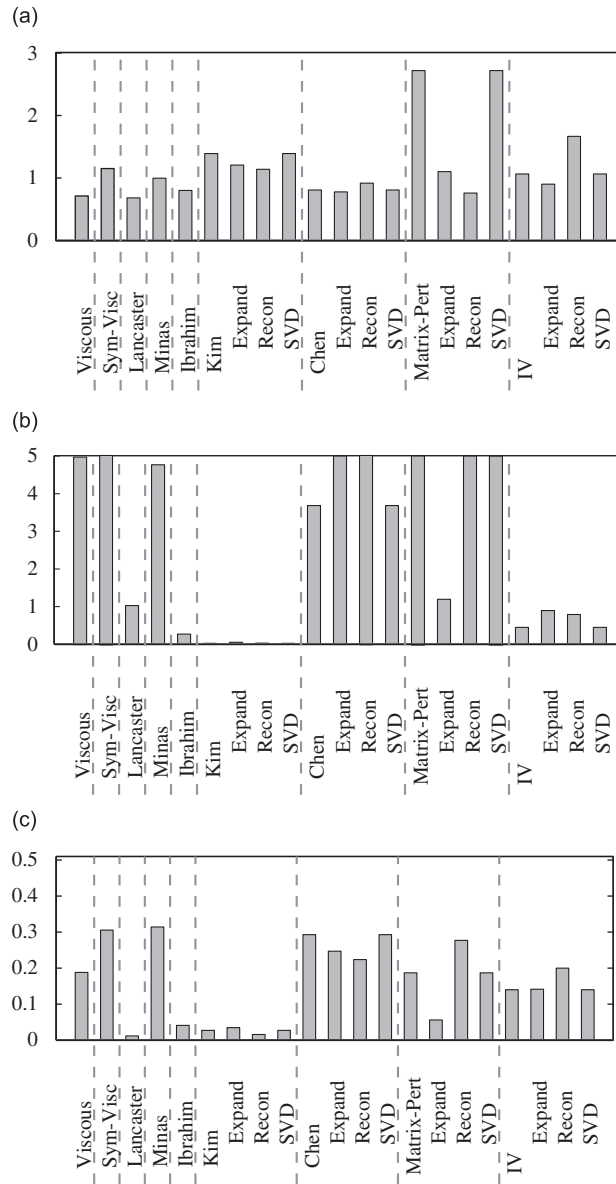 (a)
3
2
1
0
Viscous
Sym-Visc
Lancaster
Minas
Ibrahim
Kim
Expand
Recon
SVD
Chen
Expand
Recon
SVD
Matrix-Pert
Expand
Recon
SVD
IV
Expand
Recon
SVD
(b)
5
4
3
2
1
0
Viscous
Sym-Visc
Lancaster
Minas
Ibrahim
Kim
Expand
Recon
SVD
Chen
Expand
Recon
SVD
Matrix-Pert
Expand
Recon
SVD
IV
Expand
Recon
SVD
(c)
0.5
0.4
0.3
0.2
0.1
0
Viscous
Sym-Visc
Lancaster
Minas
Ibrahim
Kim
Expand
Recon
SVD
Chen
Expand
Recon
SVD
Matrix-Pert
Expand
Recon
SVD
IV
Expand
Recon
SVD